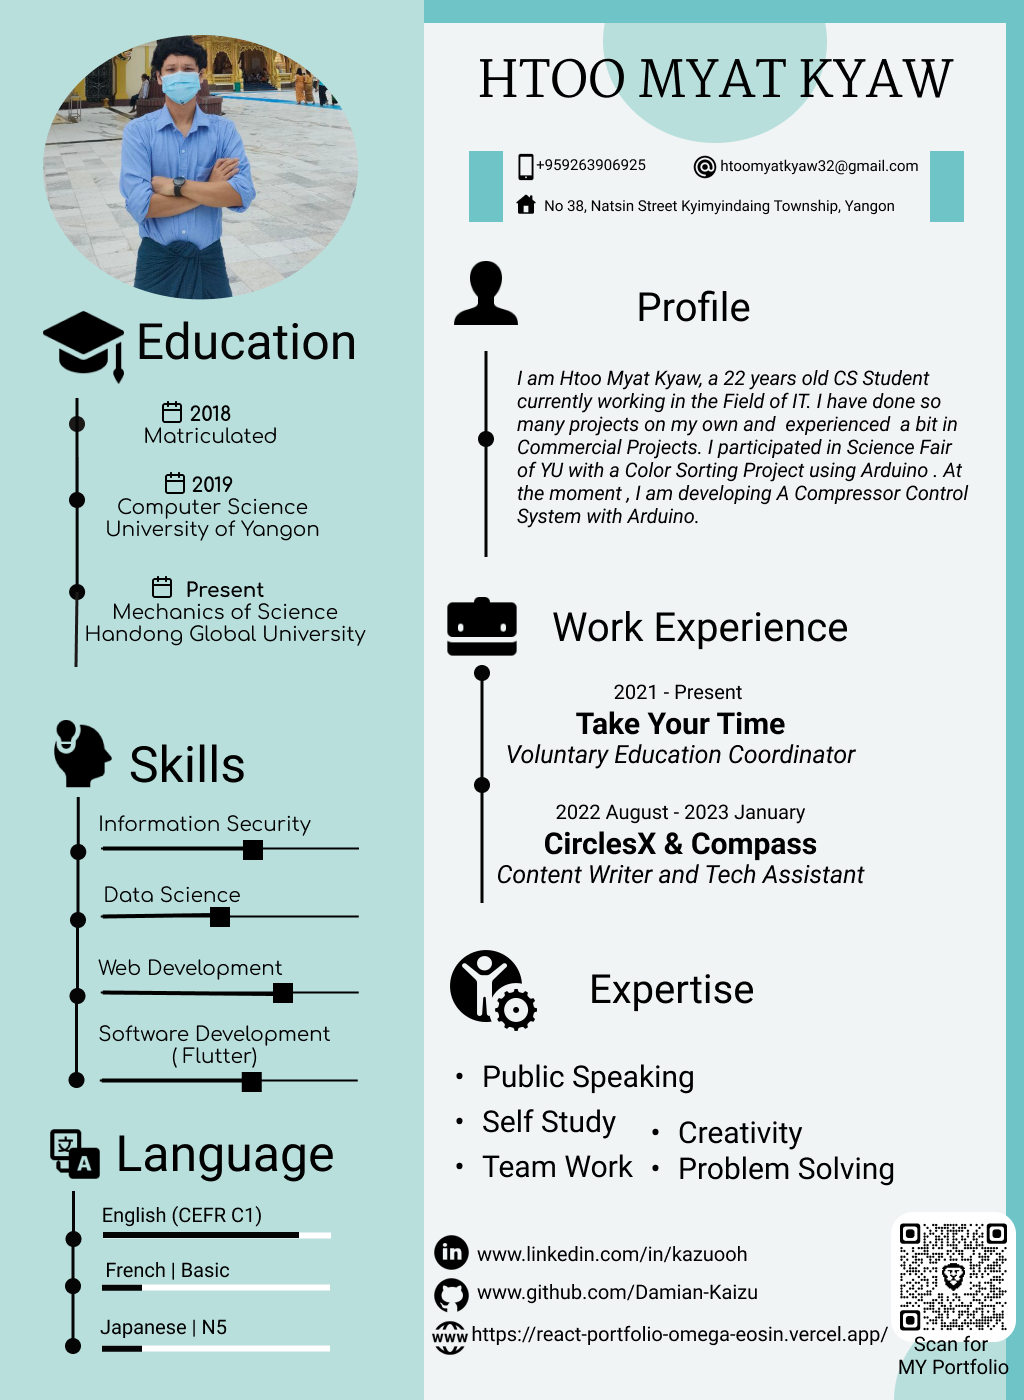 HTOO MYAT KYAW
+959263906925
htoomyatkyaw32@gmail.com
No 38, Natsin Street Kyimyindaing Township, Yangon
Education
2018
Matriculated
2019
Computer Science
University of Yangon
Present
Mechanics of Science
Handong Global University
Skills
Information Security
Data Science
Web Development
Software Development
( Flutter)
Language
English (CEFR C1)
French | Basic
Japanese | N5
Profile
I am Htoo Myat Kyaw, a 22 years old CS Student
currently working in the Field of IT. I have done so
many projects on my own and experienced a bit in
Commercial Projects. I participated in Science Fair
of YU with a Color Sorting Project using Arduino . At
the moment , I am developing A Compressor Control
System with Arduino.
Work Experience
2021 - Present
Take Your Time
Voluntary Education Coordinator
2022 August - 2023 January
CirclesX & Compass
Content Writer and Tech Assistant
Expertise
• Public Speaking
• Self Study
• Team Work
• Creativity
• Problem Solving
in
www.linkedin.com/in/kazuooh
www.github.com/Damian-Kaizu
www
https://react-portfolio-omega-eosin.vercel.app/
Scan for
MY Portfolio